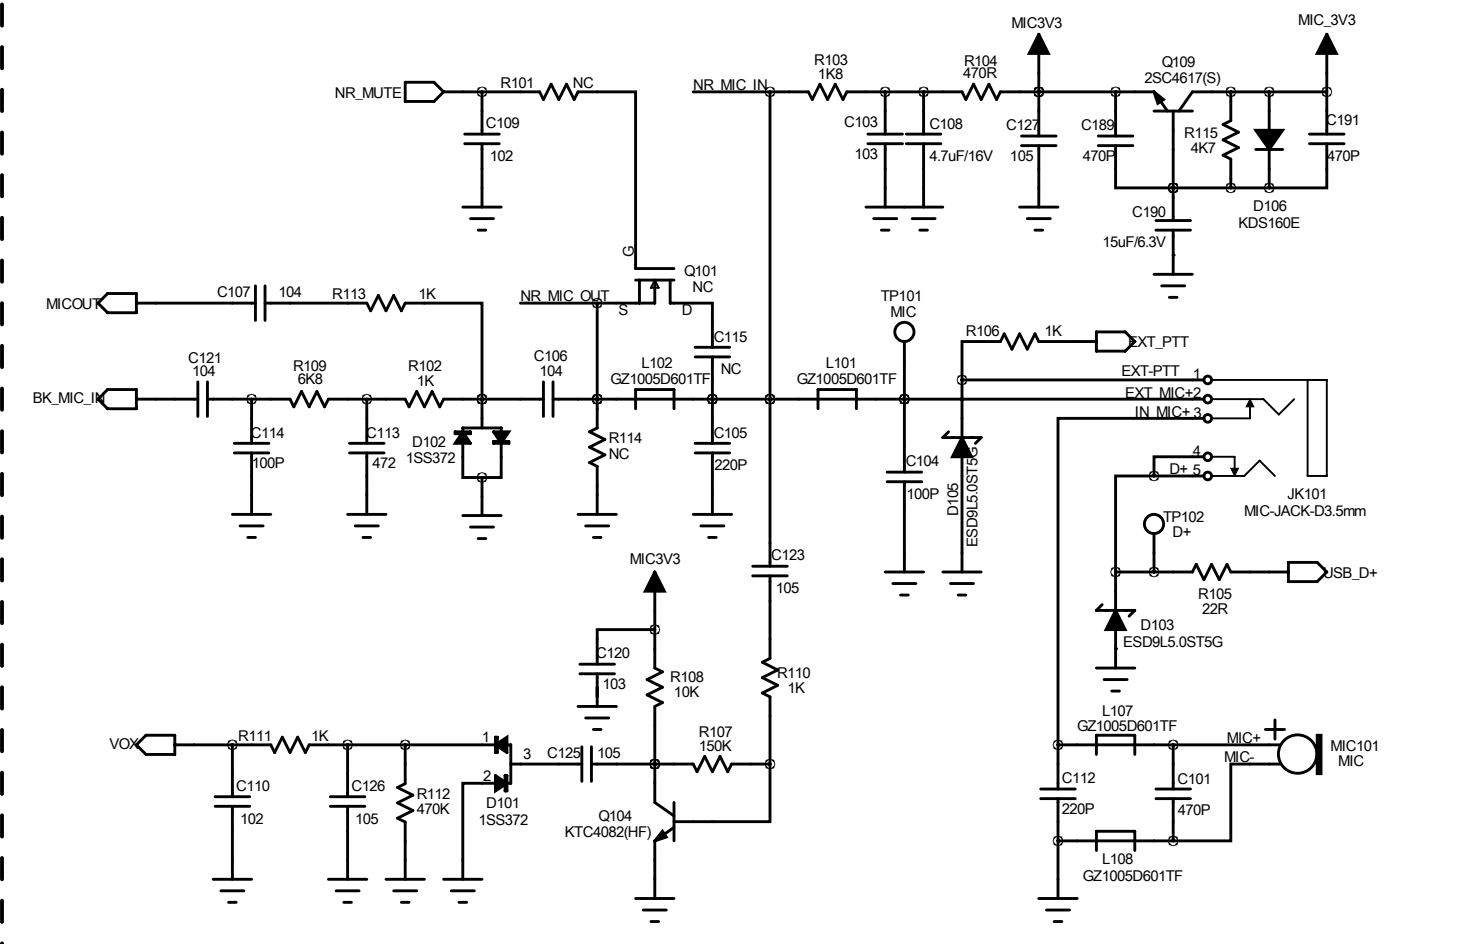 MIC3V3
MIC_3V3
NR_MUTE
R101
NC
NR_MIC_IN
R103
1K8
R104
470R
Q109
2SC4617(S)
C109
102
C103
103
C108
4.7uF/16V
C127
105
C189
470P
R115
4K7
C191
470P
D106
KDS160E
C190
15uF/6.3V
G
Q101
NC
S
D
NR_MIC_OUT
MICOUT
C107
104
R113
1K
TP101
MIC
R106
1K
EXT_PTT
C115
NC
C121
104
R109
6K8
R102
1K
C106
104
L102
GZ1005D601TF
L101
GZ1005D601TF
EXT-PTT
1
EXT_MIC+
2
IN_MIC+
3
BK_MIC_IN
C114
100P
C113
472
D102
1SS372
R114
NC
C105
220P
C104
100P
D105
ESD9L5.0ST5G
4
D+
5
JK101
MIC-JACK-D3.5mm
TP102
D+
MIC3V3
C123
105
R105
22R
USB_D+
D103
ESD9L5.0ST5G
C120
103
R108
10K
R110
1K
VOX
R111
1K
1
2
3
C125
105
R107
150K
L107
GZ1005D601TF
MIC+
+
MIC-
MIC101
MIC
C110
102
C126
105
R112
470K
D101
1SS372
Q104
KTC4082(HF)
C112
220P
C101
470P
L108
GZ1005D601TF